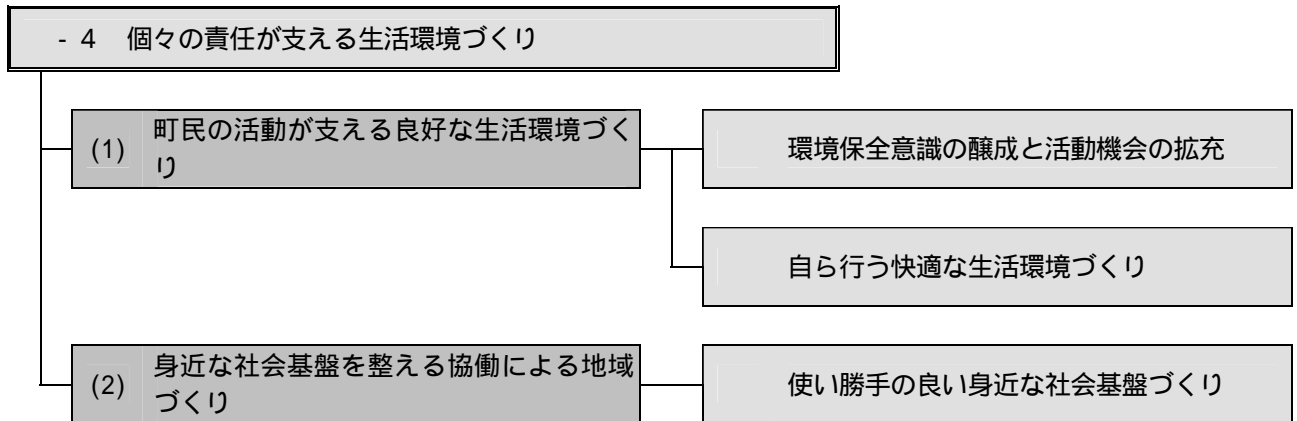 - 4 個々の責任が支える生活環境づくり
(1) 町民の活動が支える良好な生活環境づく
り
環境保全意識の醸成と活動機会の拡充
自ら行う快適な生活環境づくり
(2) 身近な社会基盤を整える協働による地域
づくり
使い勝手の良い身近な社会基盤づくり